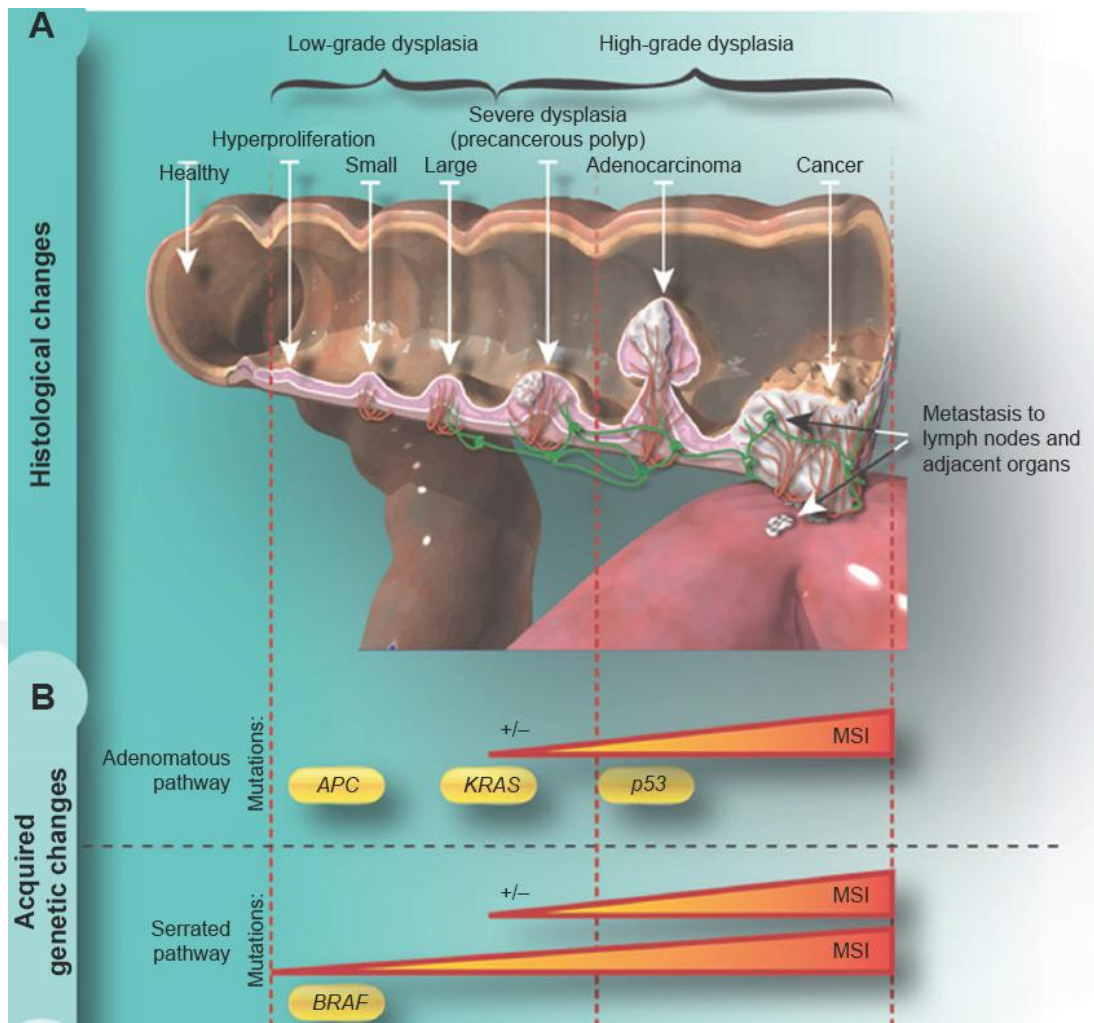 A
Histological changes
Low-grade dysplasia
High-grade dysplasia
Severe dysplasia
(precancerous polyp)
Hyperproliferation
Healthy
Small
Large
Adenocarcinoma
Cancer
Metastasis to
lymph nodes and
adjacent organs
B
Acquired
genetic changes
Adenomatous
pathway
Mutations:
+/–
MSI
APC
KRAS
p53
Serrated
pathway
Mutations:
+/–
MSI
MSI
BRAF